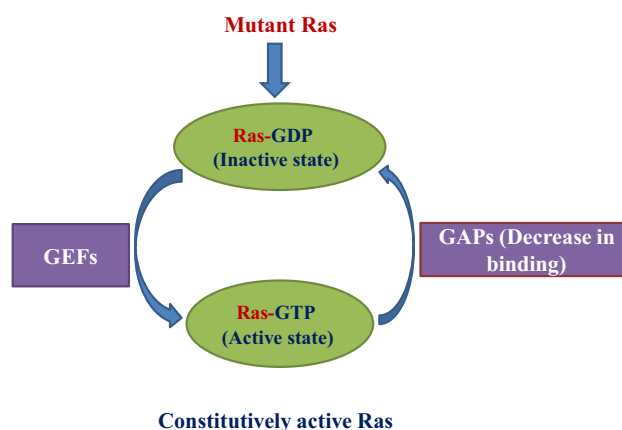 Mutant Ras
Ras-GDP
(Inactive state)
GEFs
GAPs (Decrease in
binding)
Ras-GTP
(Active state)
Constitutively active Ras